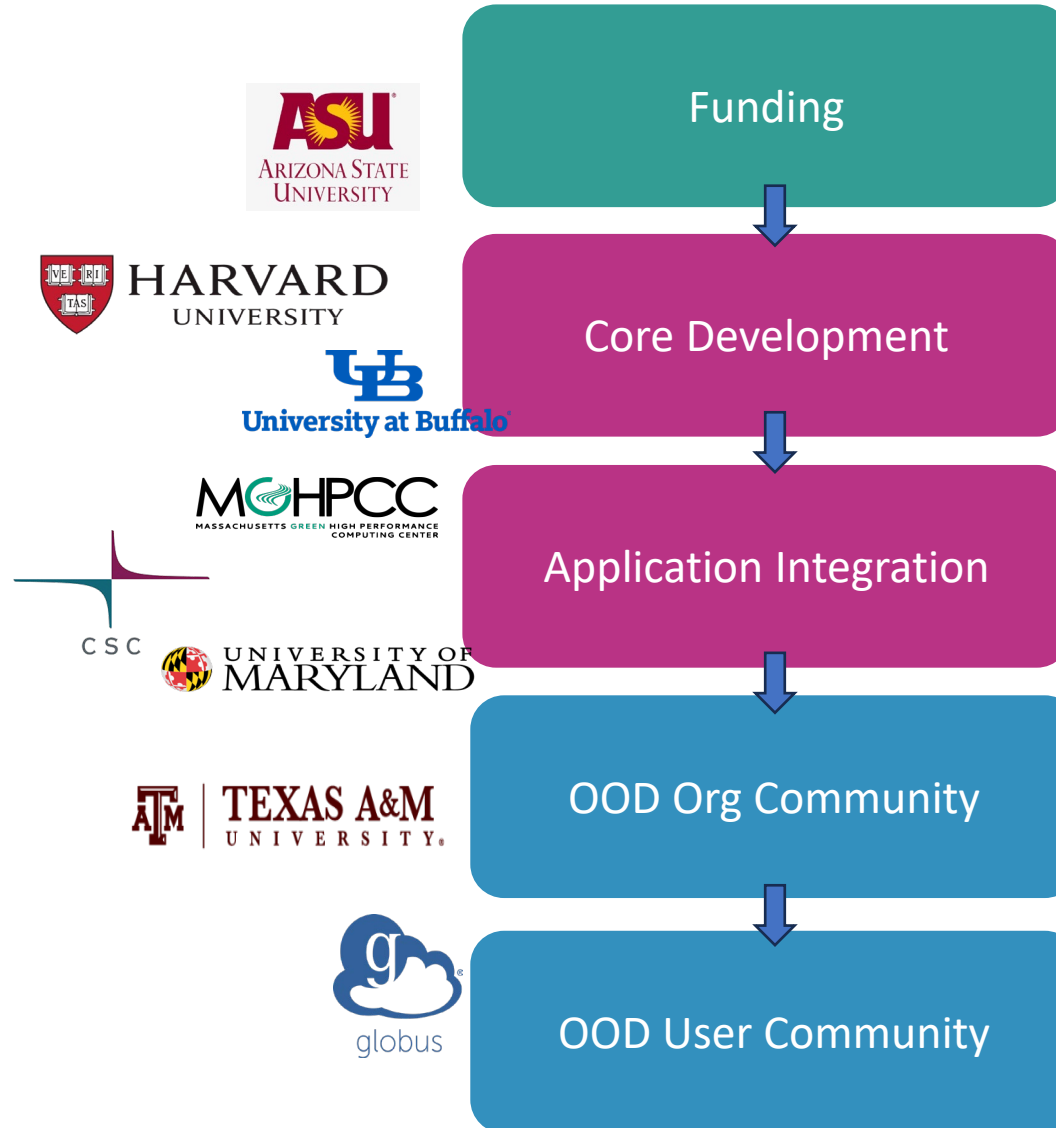 Funding
ASU
ARIZONA STATE
UNIVERSITY
VE RI
TAS
HARVARD
UNIVERSITY
Core Development
UB
University at Buffalo
MGHPCC
MASSACHUSETTS GREEN HIGH PERFORMANCE
COMPUTING CENTER
Application Integration
CSC
UNIVERSITY OF
MARYLAND
OOD Org Community
ATM
TEXAS A&M
UNIVERSITY®
g
globus
OOD User Community